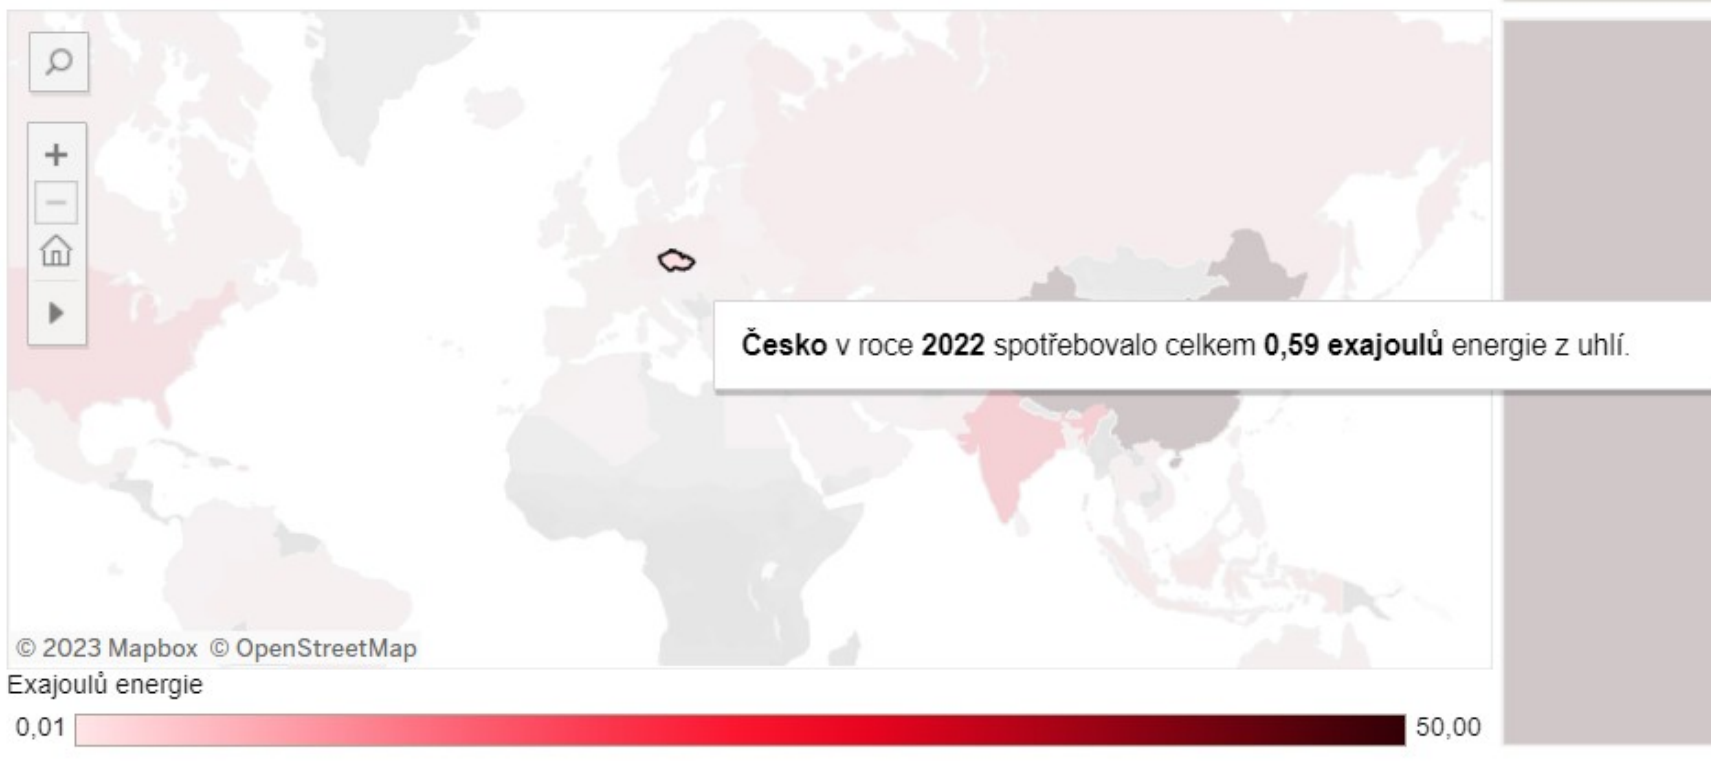 Česko v roce 2022 spotřebovalo celkem 0,59 exajoulů energie z uhlí.
© 2023 Mapbox © OpenStreetMap
Exajoulů energie
0,01
50,00